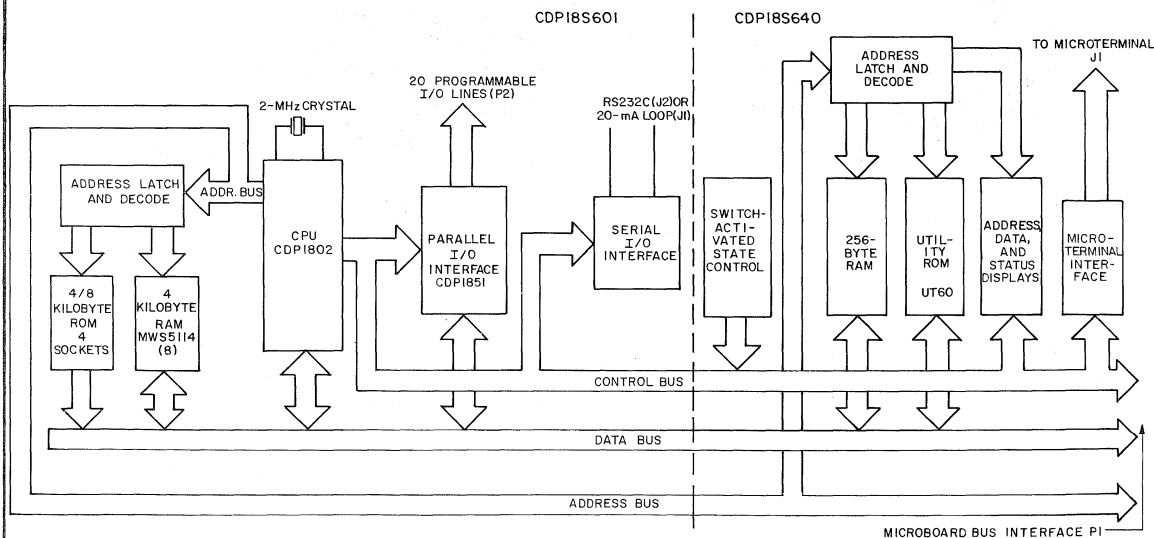 CDP18S601
CDP18S640
TO MICROTERMINAL
J1
ADDRESS
LATCH AND
DECODE
20 PROGRAMMABLE
I/O LINES (P2)
2-MHz CRYSTAL
RS232C(J2)OR
20-mA LOOP(J1)
ADDRESS LATCH
AND DECODE
ADDR. BUS
CPU
CDP1802
PARALLEL
I/O
INTERFACE
CDP1851
SERIAL
I/O
INTERFACE
SWITCH-
ACTI-
VATED
STATE
CONTROL
256-
BYTE
RAM
UTIL-
ITY
ROM
UT60
ADDRESS,
DATA,
AND
STATUS
DISPLAYS
MICRO-
TERMINAL
INTER-
FACE
4/8
KILOBYTE
ROM
4
SOCKETS
4
KILOBYTE
RAM
MWS5114
(8)
CONTROL BUS
DATA BUS
ADDRESS BUS
MICROBOARD BUS INTERFACE P1